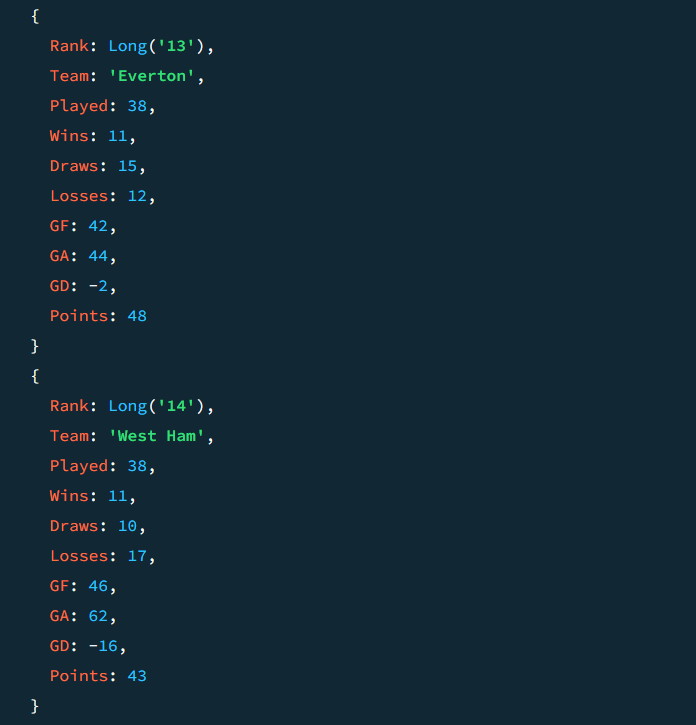 {
Rank: Long('13'),
Team: 'Everton',
Played: 38,
Wins: 11,
Draws: 15,
Losses: 12,
GF: 42,
GA: 44,
GD: -2,
Points: 48
}
{
Rank: Long('14'),
Team: 'West Ham',
Played: 38,
Wins: 11,
Draws: 10,
Losses: 17,
GF: 46,
GA: 62,
GD: -16,
Points: 43
}